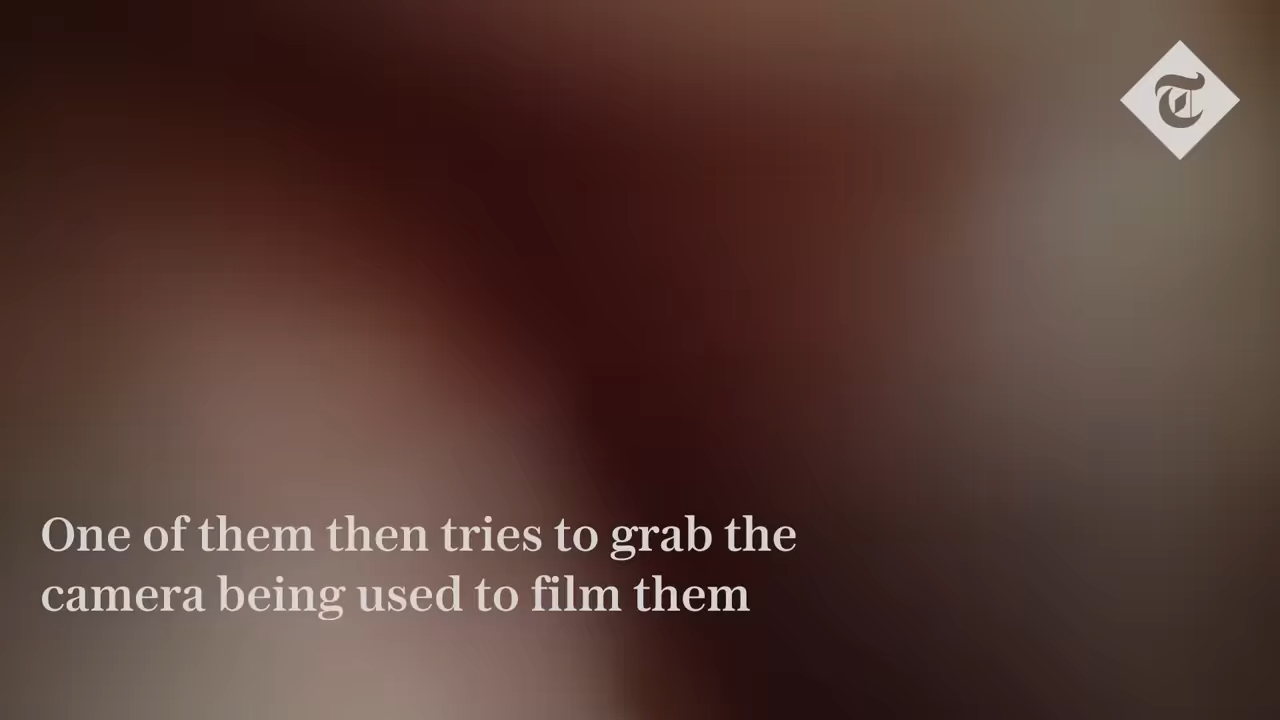 T
One of them then tries to grab the
camera being used to film them